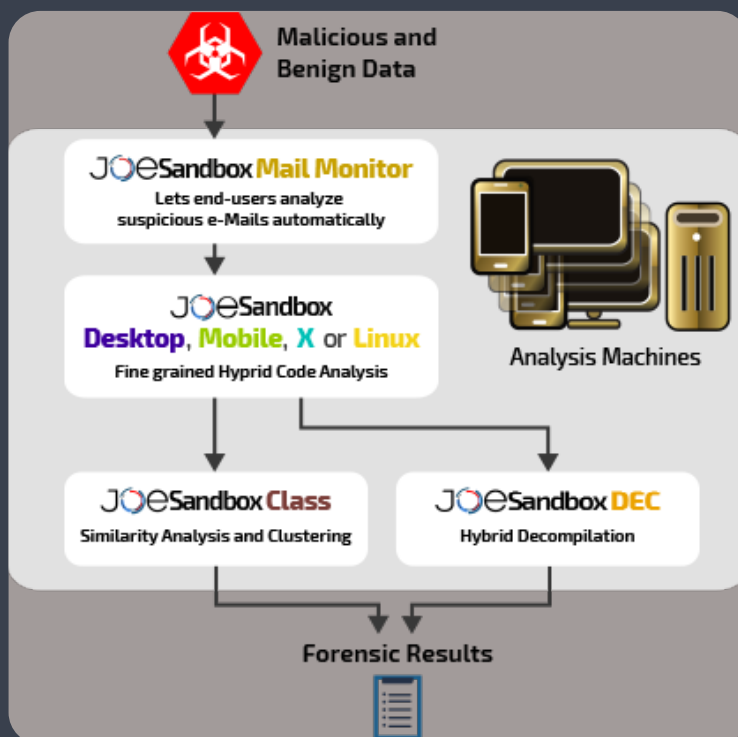 Malicious and
Benign Data
JOeSandbox Mail Monitor
Lets end-users analyze
suspicious e-Mails automatically
JOeSandbox
Desktop, Mobile, X or Linux
Fine grained Hyprid Code Analysis
Analysis Machines
JOeSandbox Class
Similarity Analysis and Clustering
JOeSandbox DEC
Hybrid Decompilation
Forensic Results